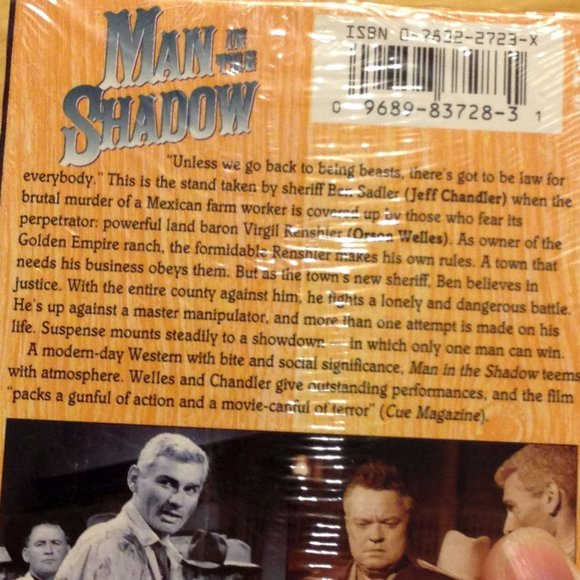 MAN IN THE
SHADOW
ISBN 0-7832-2723-X
0 9689-83728-3 1
"Unless we go back to being beasts, there's got to be law for
everybody." This is the stand taken by sheriff Ben Sadler (Jeff Chandler) when the
brutal murder of a Mexican farm worker is covered up by those who fear its
perpetrator: powerful land baron Virgil Renshler (Orson Welles). As owner of the
Golden Empire ranch, the formidable Renshler makes his own rules. A town that
needs his business obeys them. But as the town's new sheriff, Ben believes in
justice. With the entire county against him, he fights a lonely and dangerous battle.
He's up against a master manipulator, and more than one attempt is made on his
life. Suspense mounts steadily to a showdown — in which only one man can win.
A modern-day Western with bite and social significance, Man in the Shadow teems
with atmosphere. Welles and Chandler give outstanding performances, and the film
"packs a gunful of action and a movie-canful of terror" (Cue Magazine).